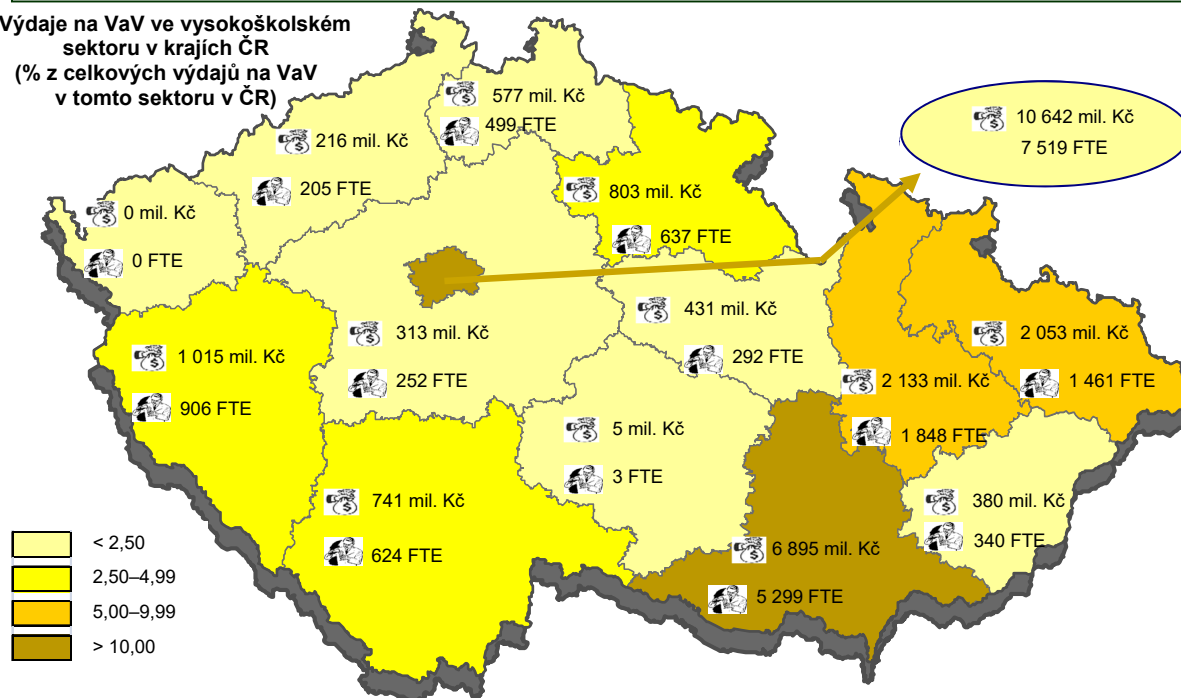 Výdaje na VaV ve vysokoškolském
sektoru v krajích ČR
(% z celkových výdajů na VaV
v tomto sektoru v ČR)
577 mil. Kč
499 FTE
10 642 mil. Kč
7 519 FTE
216 mil. Kč
205 FTE
803 mil. Kč
637 FTE
0 mil. Kč
0 FTE
431 mil. Kč
292 FTE
313 mil. Kč
252 FTE
2 053 mil. Kč
1 461 FTE
1 015 mil. Kč
906 FTE
2 133 mil. Kč
1 848 FTE
5 mil. Kč
3 FTE
741 mil. Kč
624 FTE
380 mil. Kč
340 FTE
6 895 mil. Kč
5 299 FTE
< 2,50
2,50–4,99
5,00–9,99
> 10,00